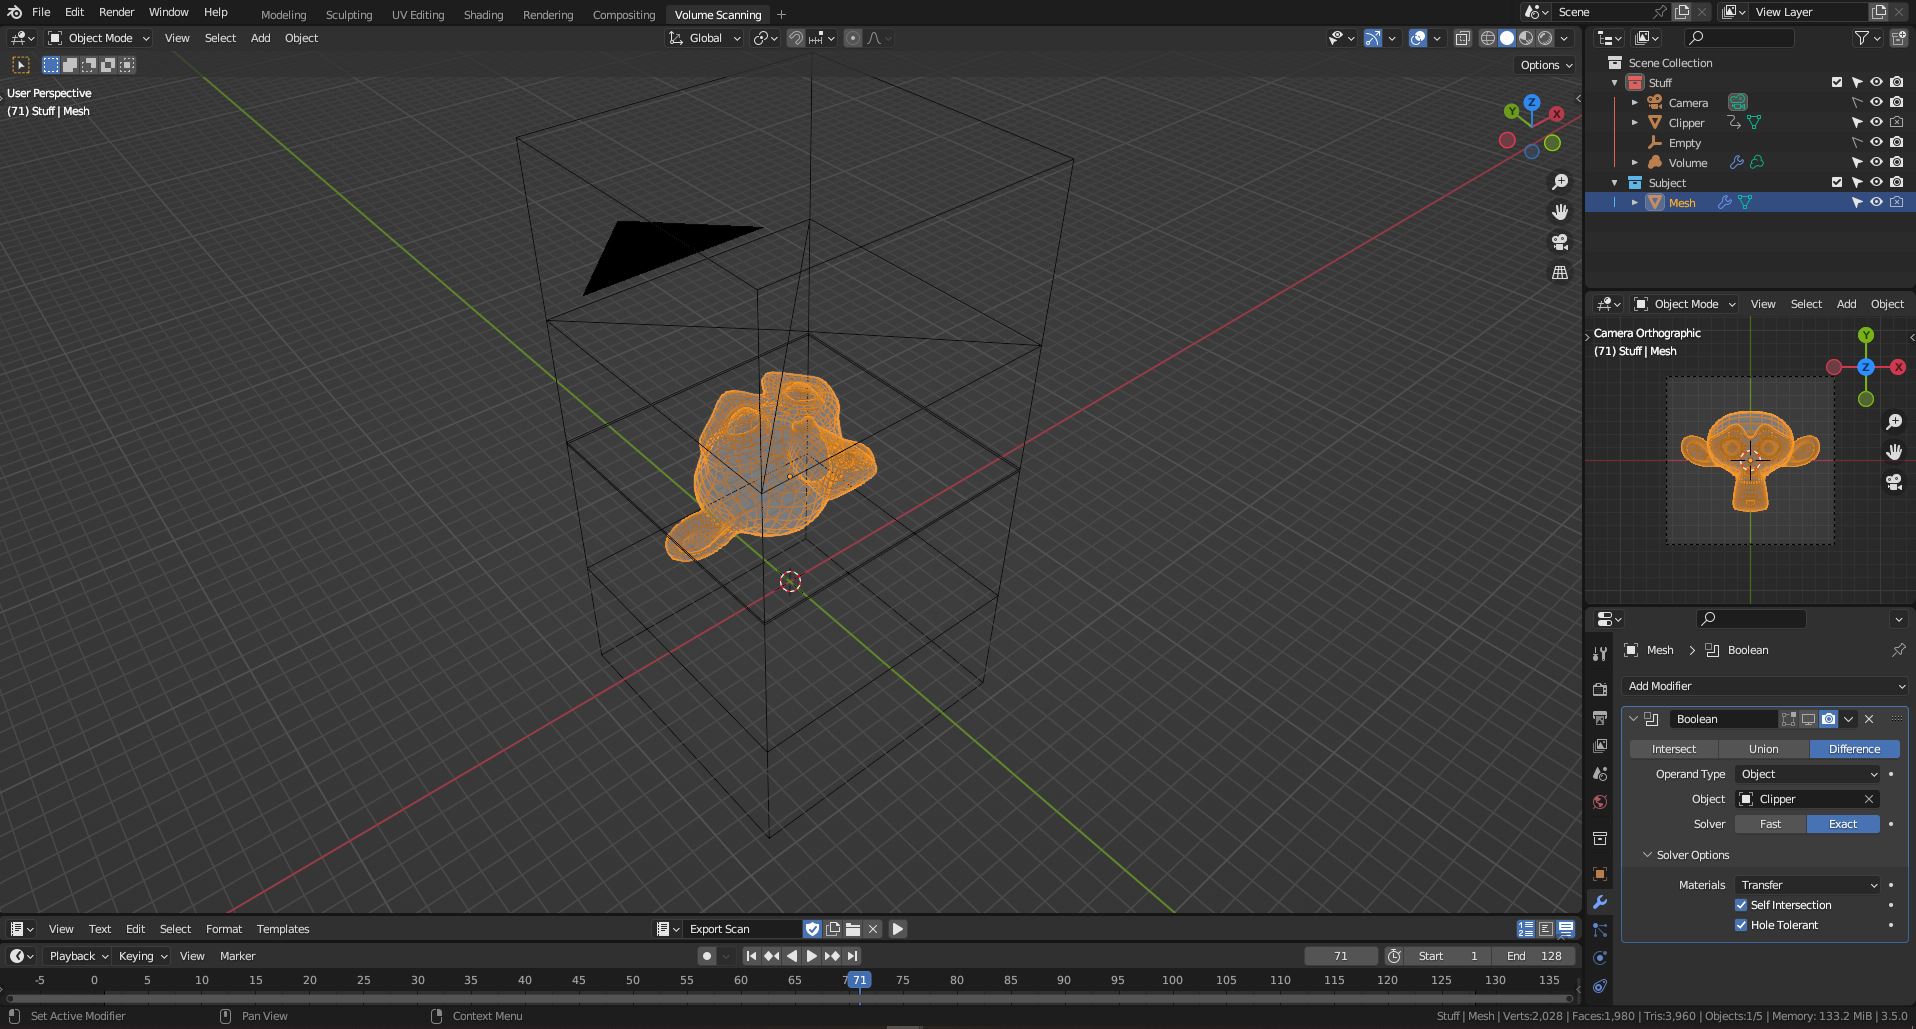 File Edit Render Window Help Modeling Sculpting UV Editing Shading Rendering Compositing Volume Scanning + Scene View Layer
Object Mode View Select Add Object Global
Options
User Perspective
(71) Stuff | Mesh
Z
Y
X
Scene Collection
Stuff
Camera
Clipper
Empty
Volume
Subject
Mesh
Object Mode View Select Add Object
Camera Orthographic
(71) Stuff | Mesh
Y
Z
X
Mesh > Boolean
Add Modifier
Boolean
Intersect Union Difference
Operand Type Object
Object Clipper
Solver Fast Exact
Solver Options
Materials Transfer
Self Intersection
Hole Tolerant
View Text Edit Select Format Templates Export Scan
Playback Keying View Marker 71 Start 1 End 128
-5 0 5 10 15 20 25 30 35 40 45 50 55 60 65 7 71 75 80 85 90 95 100 105 110 115 120 125 130 135
Set Active Modifier Pan View Context Menu Stuff | Mesh | Verts:2,028 | Faces:1,980 | Tris:3,960 | Objects:1/5 | Memory: 133.2 MiB | 3.5.0